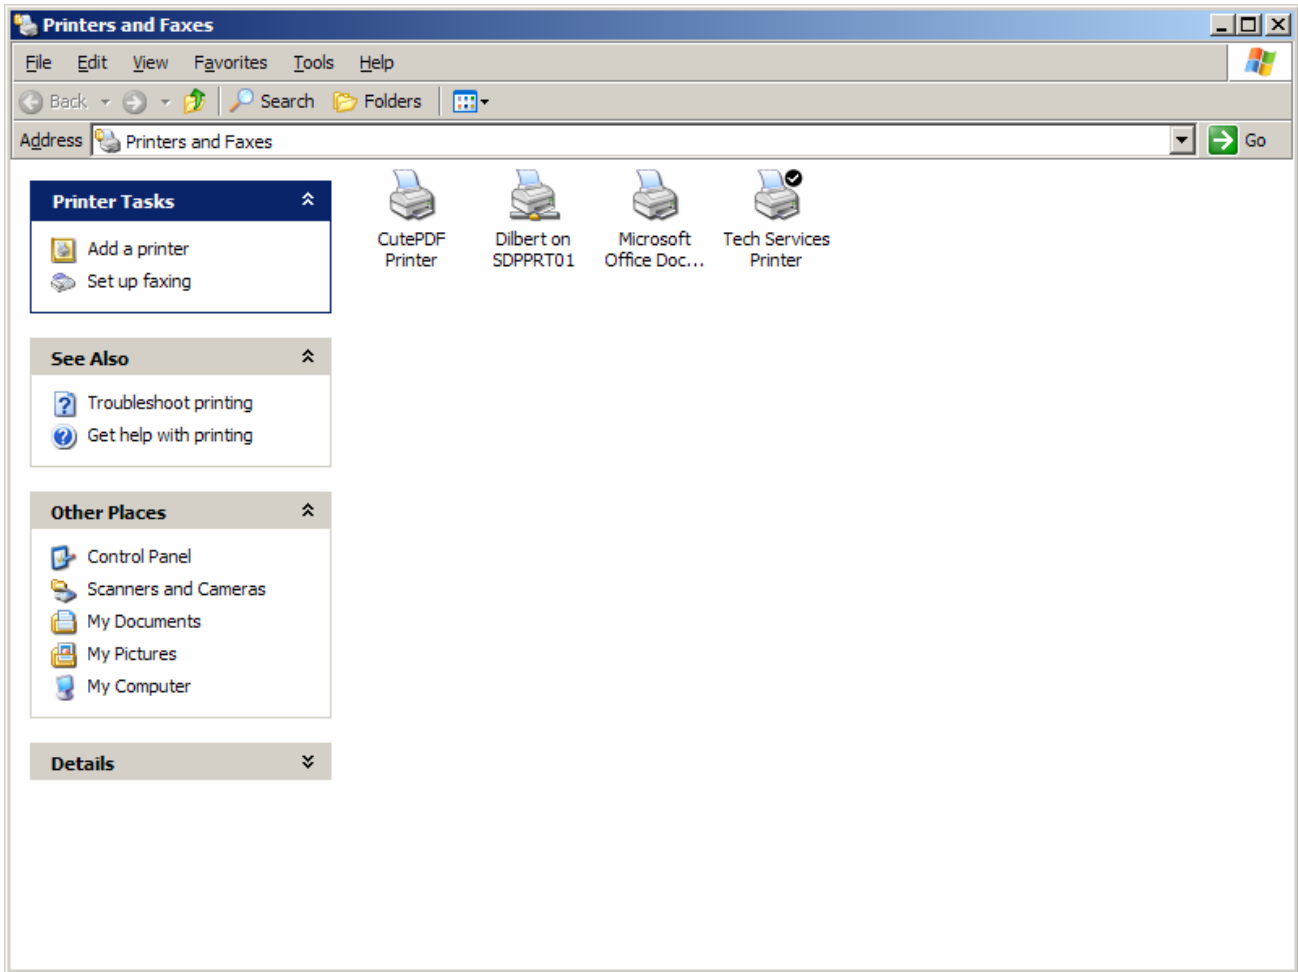 Printers and Faxes
File Edit View Favorites Tools Help
Back Search Folders
Address Printers and Faxes Go
Printer Tasks
Add a printer
Set up faxing
See Also
Troubleshoot printing
Get help with printing
Other Places
Control Panel
Scanners and Cameras
My Documents
My Pictures
My Computer
Details
CutePDF
Printer
Dilbert on
SDPPRT01
Microsoft
Office Doc...
Tech Services
Printer